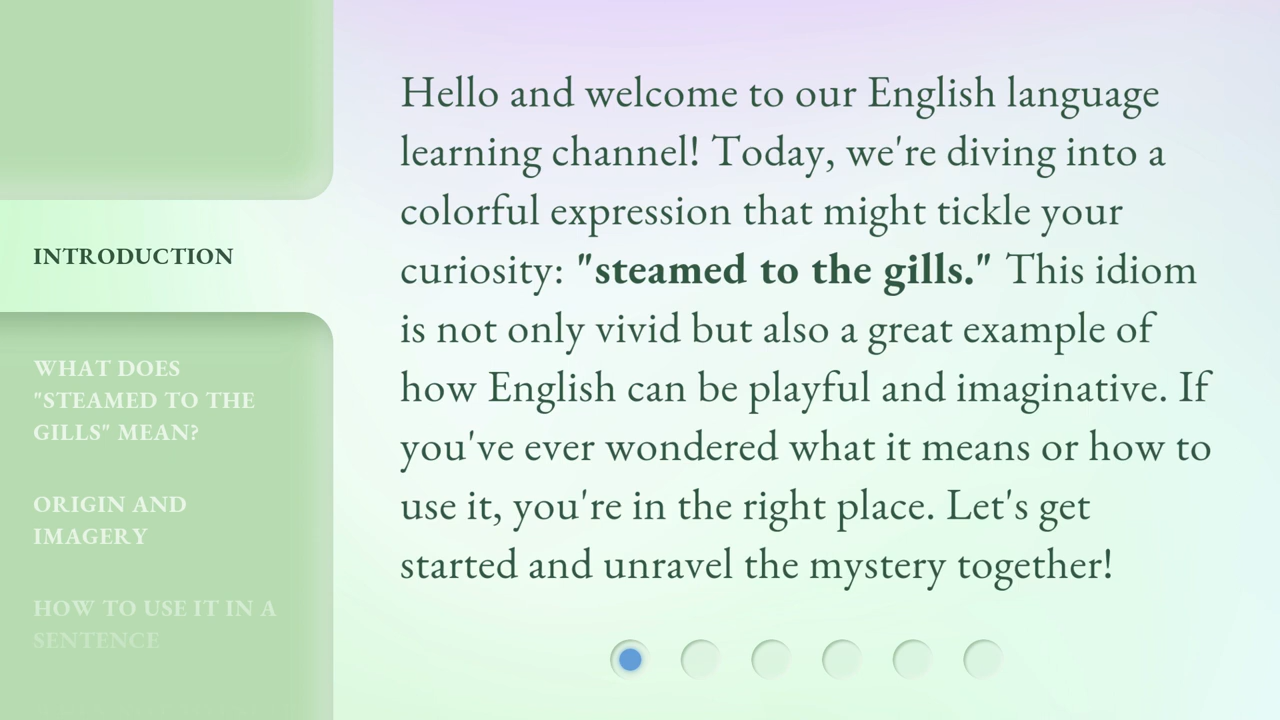 INTRODUCTION
WHAT DOES
"STEAMED TO THE
GILLS" MEAN?
ORIGIN AND
IMAGERY
HOW TO USE IT IN A
SENTENCE
Hello and welcome to our English language
learning channel! Today, we're diving into a
colorful expression that might tickle your
curiosity: "steamed to the gills." This idiom
is not only vivid but also a great example of
how English can be playful and imaginative. If
you've ever wondered what it means or how to
use it, you're in the right place. Let's get
started and unravel the mystery together!